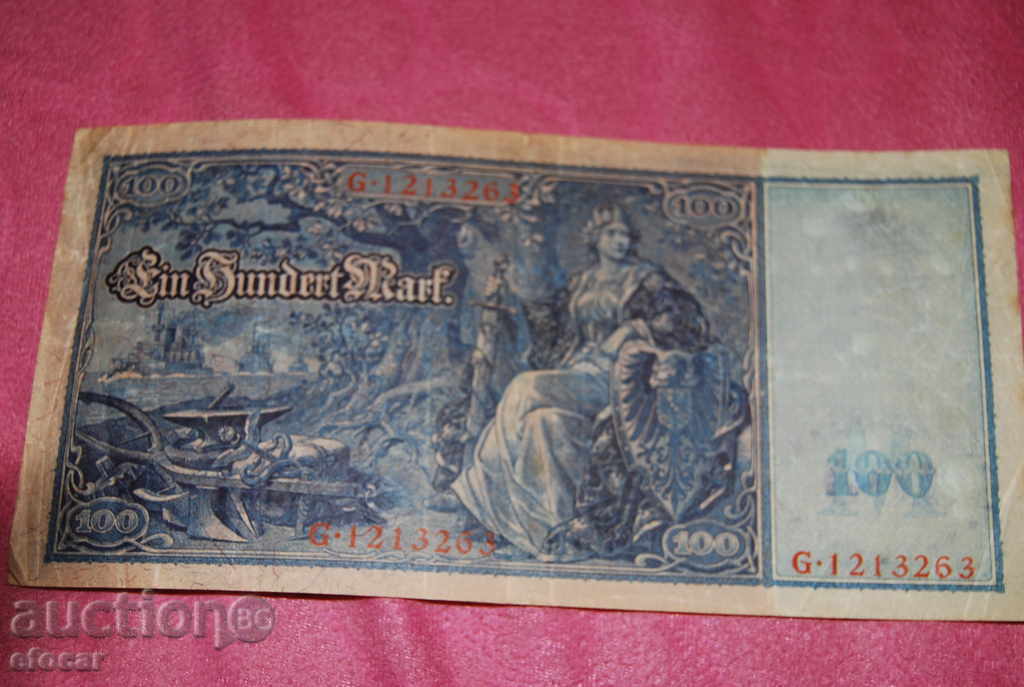 100 G·1213263 100
Ein Hundert Mark.
100
M
G·1213263
100 100
G·1213263
auction BG
efocar